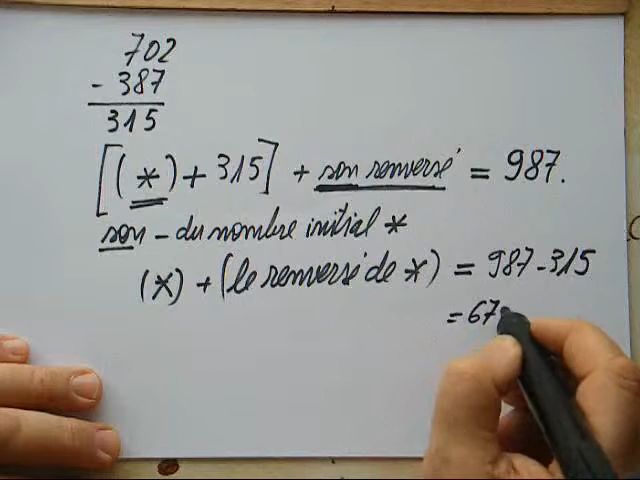 702
- 387
315
[(*) + 315] + son renversé = 987.
son - du nombre initial *
(*) + (le renversé de *) = 987 - 315
= 67